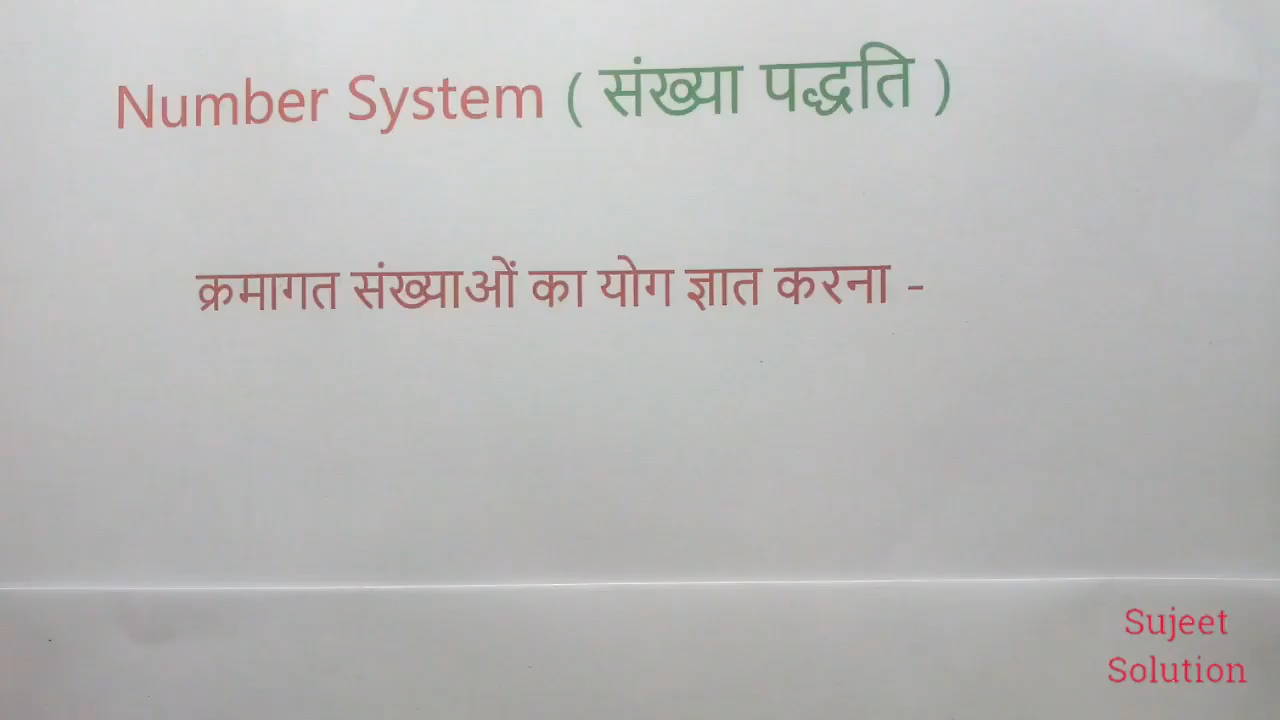 Number System ( संख्या पद्धति )
क्रमागत संख्याओं का योग ज्ञात करना -
Sujeet
Solution